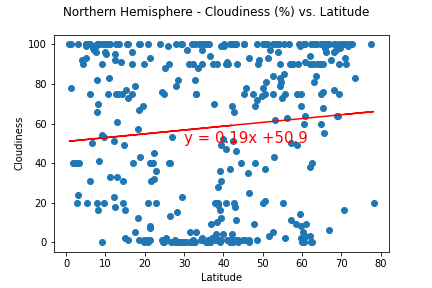 Northern Hemisphere - Cloudiness (%) vs. Latitude
100
80
60
40
20
0
Cloudiness
y = 0.19x +50.9
0 10 20 30 40 50 60 70 80
Latitude